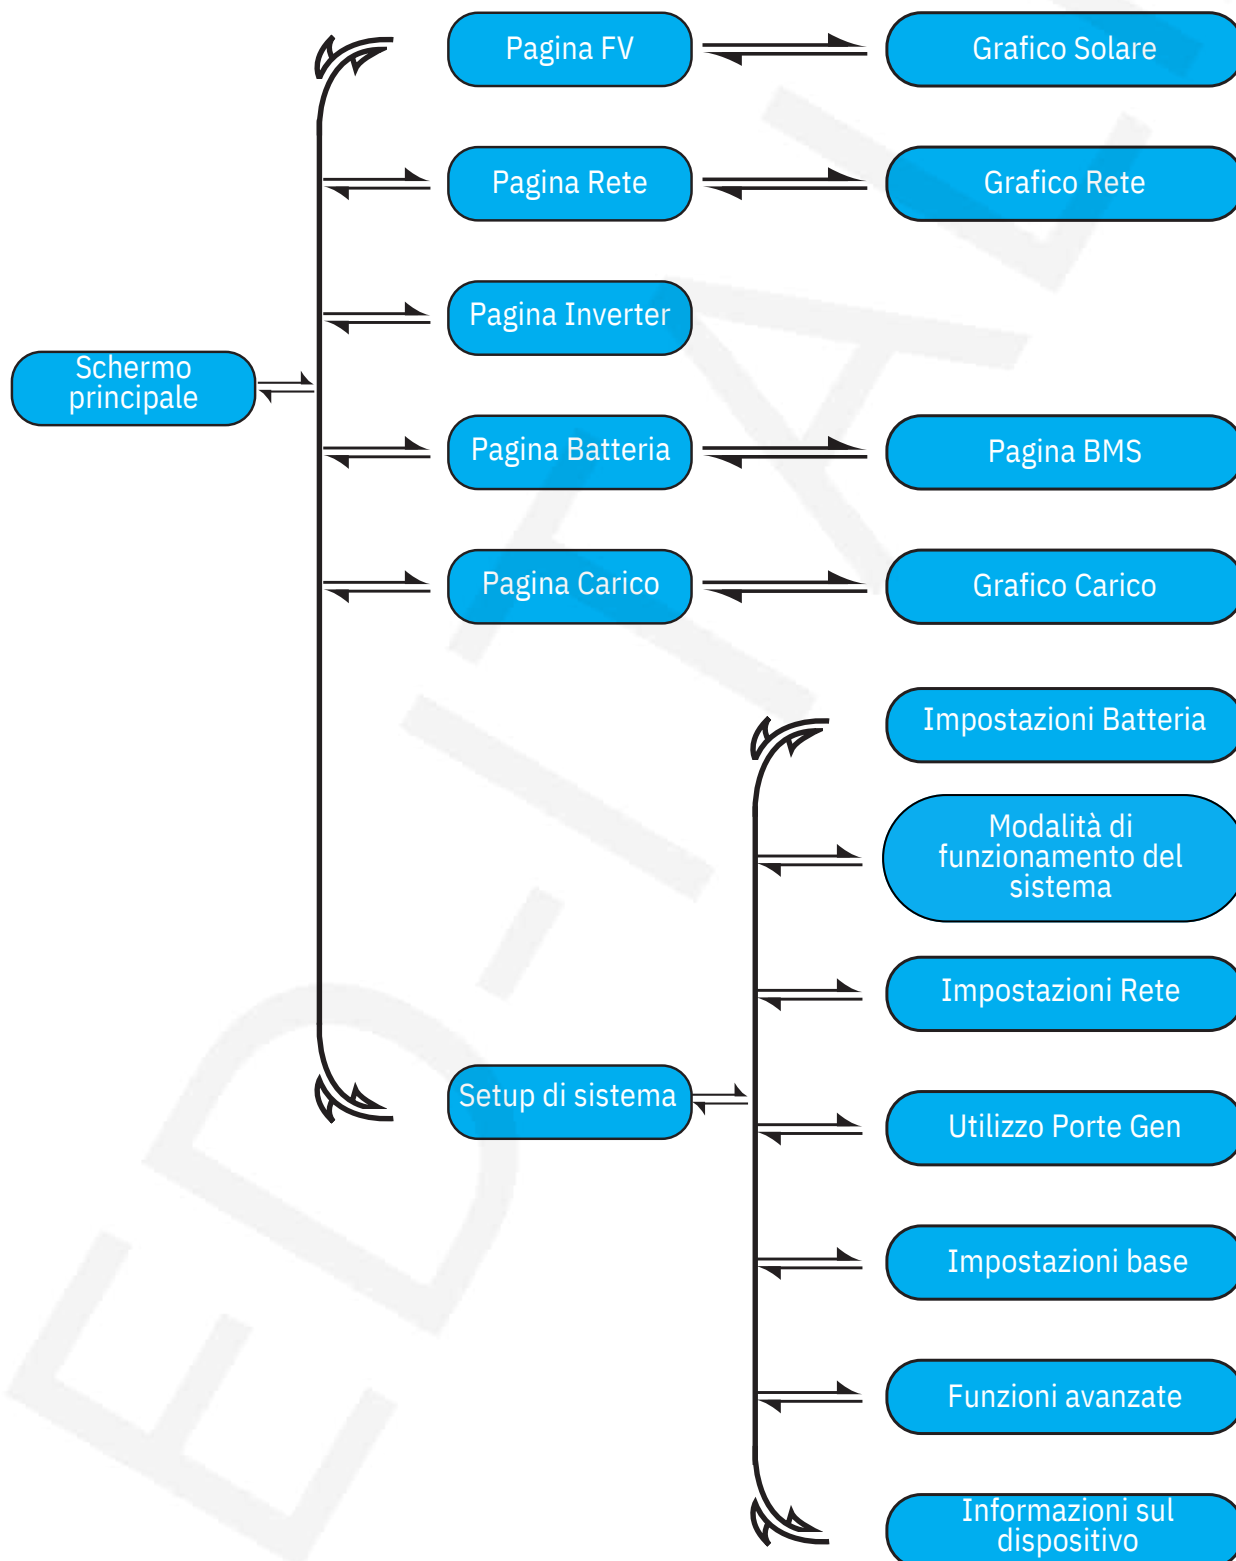 Pagina FV
Grafico Solare
Pagina Rete
Grafico Rete
Pagina Inverter
Schermo
principale
Pagina Batteria
Pagina BMS
Pagina Carico
Grafico Carico
Impostazioni Batteria
Modalità di
funzionamento del
sistema
Impostazioni Rete
Setup di sistema
Utilizzo Porte Gen
Impostazioni base
Funzioni avanzate
Informazioni sul
dispositivo
ED-ITAL